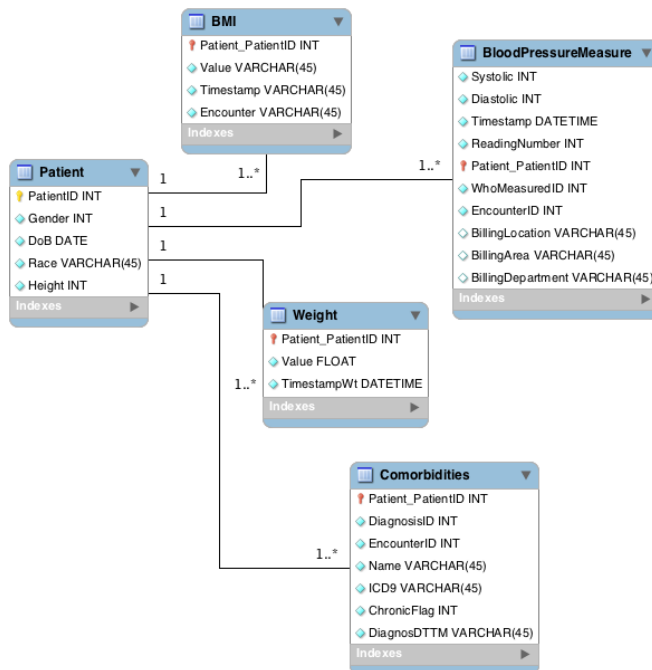 BMI
Patient_PatientID INT
Value VARCHAR(45)
Timestamp VARCHAR(45)
Encounter VARCHAR(45)
Indexes
BloodPressureMeasure
Systolic INT
Diastolic INT
Timestamp DATETIME
ReadingNumber INT
Patient_PatientID INT
WhoMeasuredID INT
EncounterID INT
BillingLocation VARCHAR(45)
BillingArea VARCHAR(45)
BillingDepartment VARCHAR(45)
Indexes
Patient
PatientID INT
Gender INT
DoB DATE
Race VARCHAR(45)
Height INT
Indexes
1
1..*
1
1..*
1
1
Weight
Patient_PatientID INT
Value FLOAT
TimestampWt DATETIME
Indexes
1..*
Comorbidities
Patient_PatientID INT
DiagnosisID INT
EncounterID INT
Name VARCHAR(45)
ICD9 VARCHAR(45)
ChronicFlag INT
DiagnosDTTM VARCHAR(45)
Indexes
1..*